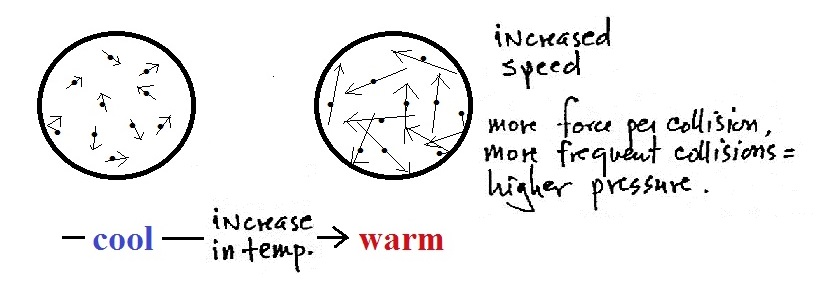 increased
speed
more force per collision,
more frequent collisions =
higher pressure.
cool
increase
in temp.
warm